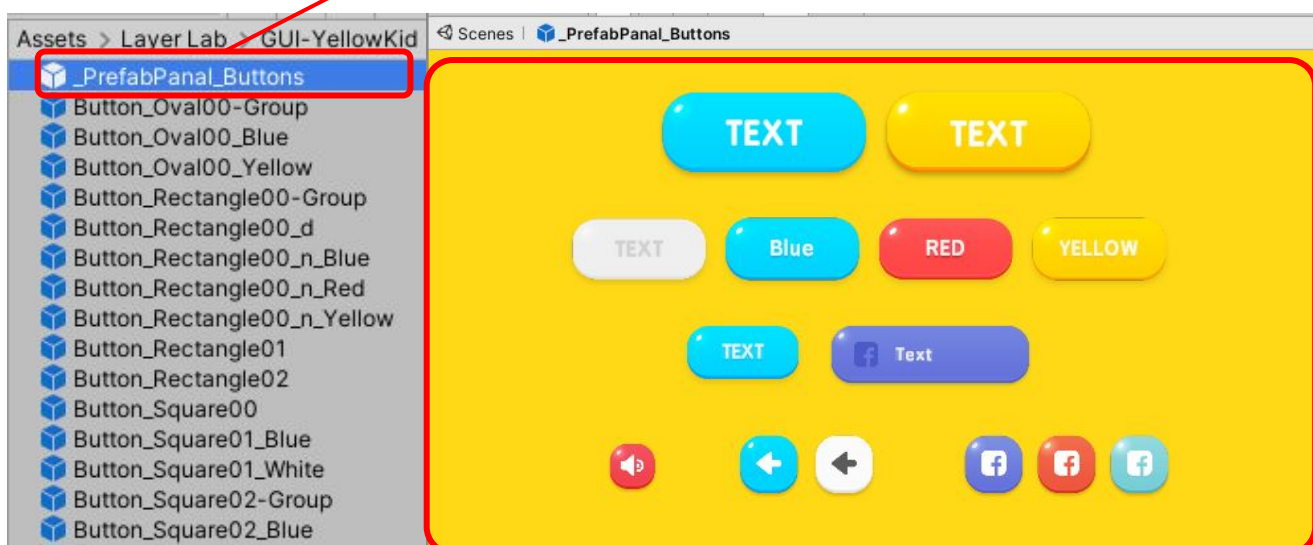 Assets > Layer Lab > GUI-YellowKid
Scenes | _PrefabPanal_Buttons
_PrefabPanal_Buttons
Button_Oval00-Group
Button_Oval00_Blue
Button_Oval00_Yellow
Button_Rectangle00-Group
Button_Rectangle00_d
Button_Rectangle00_n_Blue
Button_Rectangle00_n_Red
Button_Rectangle00_n_Yellow
Button_Rectangle01
Button_Rectangle02
Button_Square00
Button_Square01_Blue
Button_Square01_White
Button_Square02-Group
Button_Square02_Blue
TEXT TEXT
TEXT Blue RED YELLOW
TEXT Text